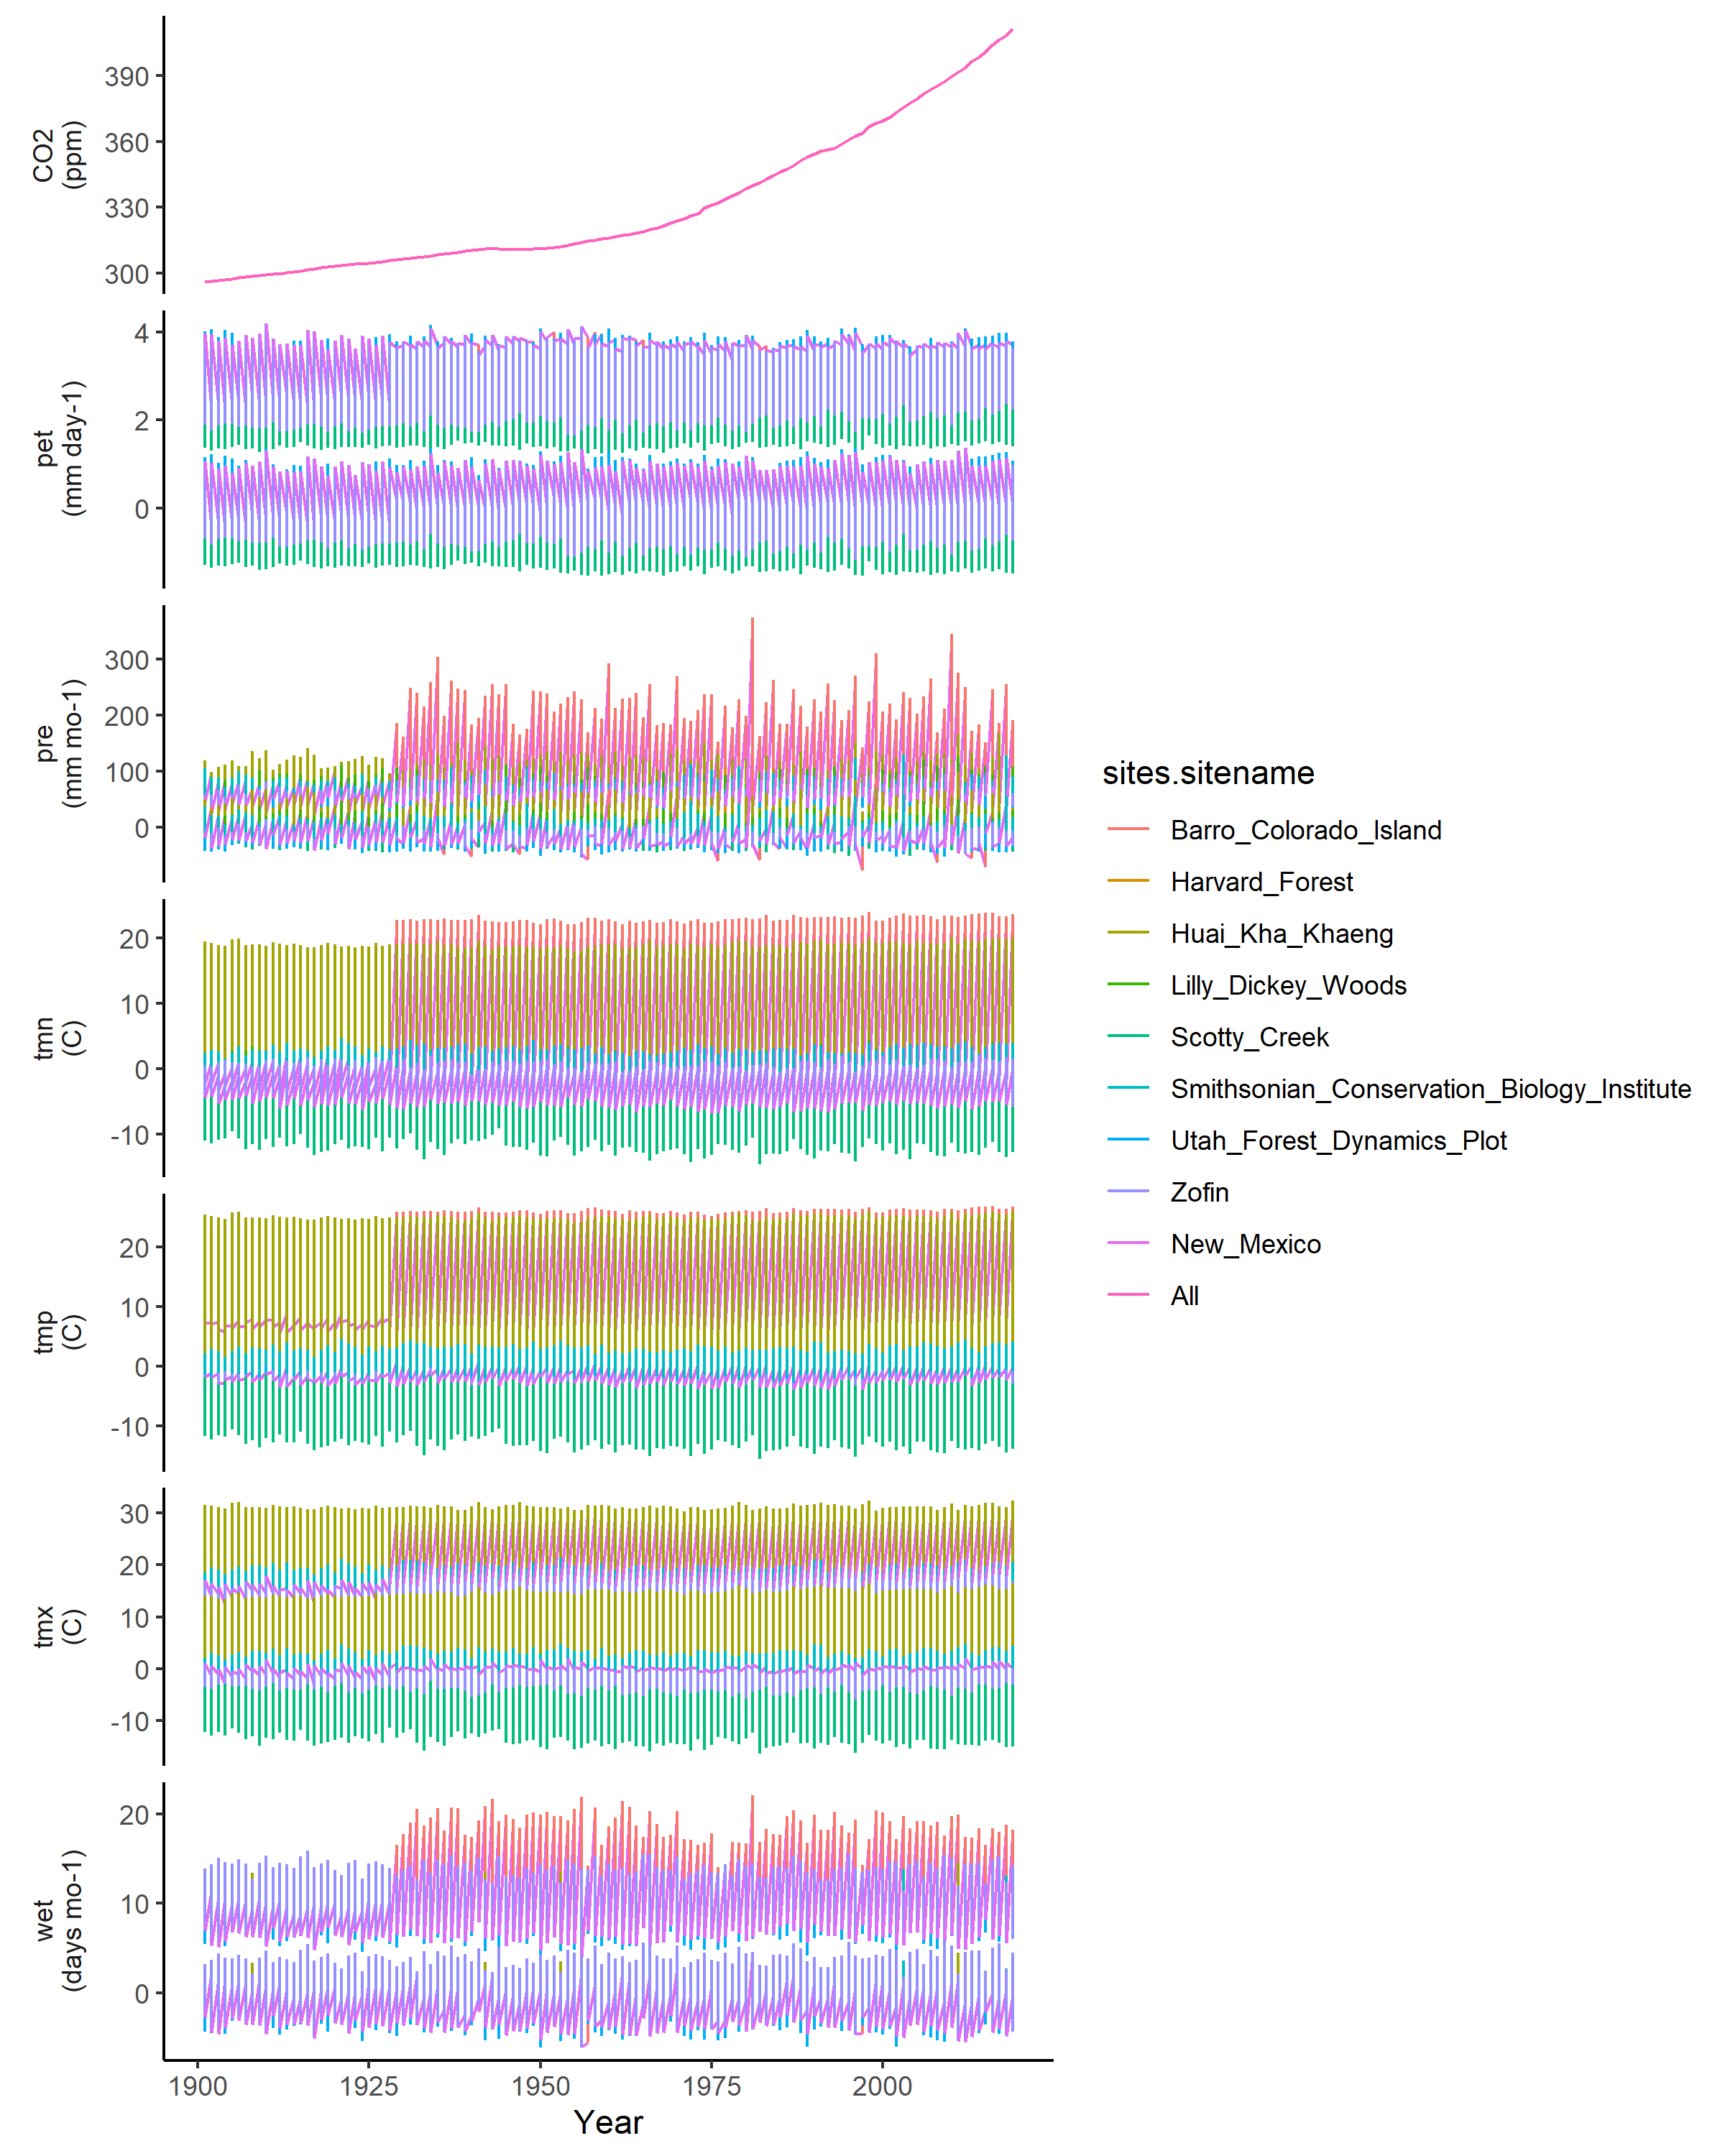 CO2
(ppm)
390
360
330
300
pet
(mm day-1)
4
2
0
pre
(mm mo-1)
300
200
100
0
tmn
(C)
20
10
0
-10
tmp
(C)
20
10
0
-10
tmx
(C)
30
20
10
0
-10
wet
(days mo-1)
20
10
0
1900
1925
1950
1975
2000
Year
sites.sitename
Barro_Colorado_Island
Harvard_Forest
Huai_Kha_Khaeng
Lilly_Dickey_Woods
Scotty_Creek
Smithsonian_Conservation_Biology_Institute
Utah_Forest_Dynamics_Plot
Zofin
New_Mexico
All